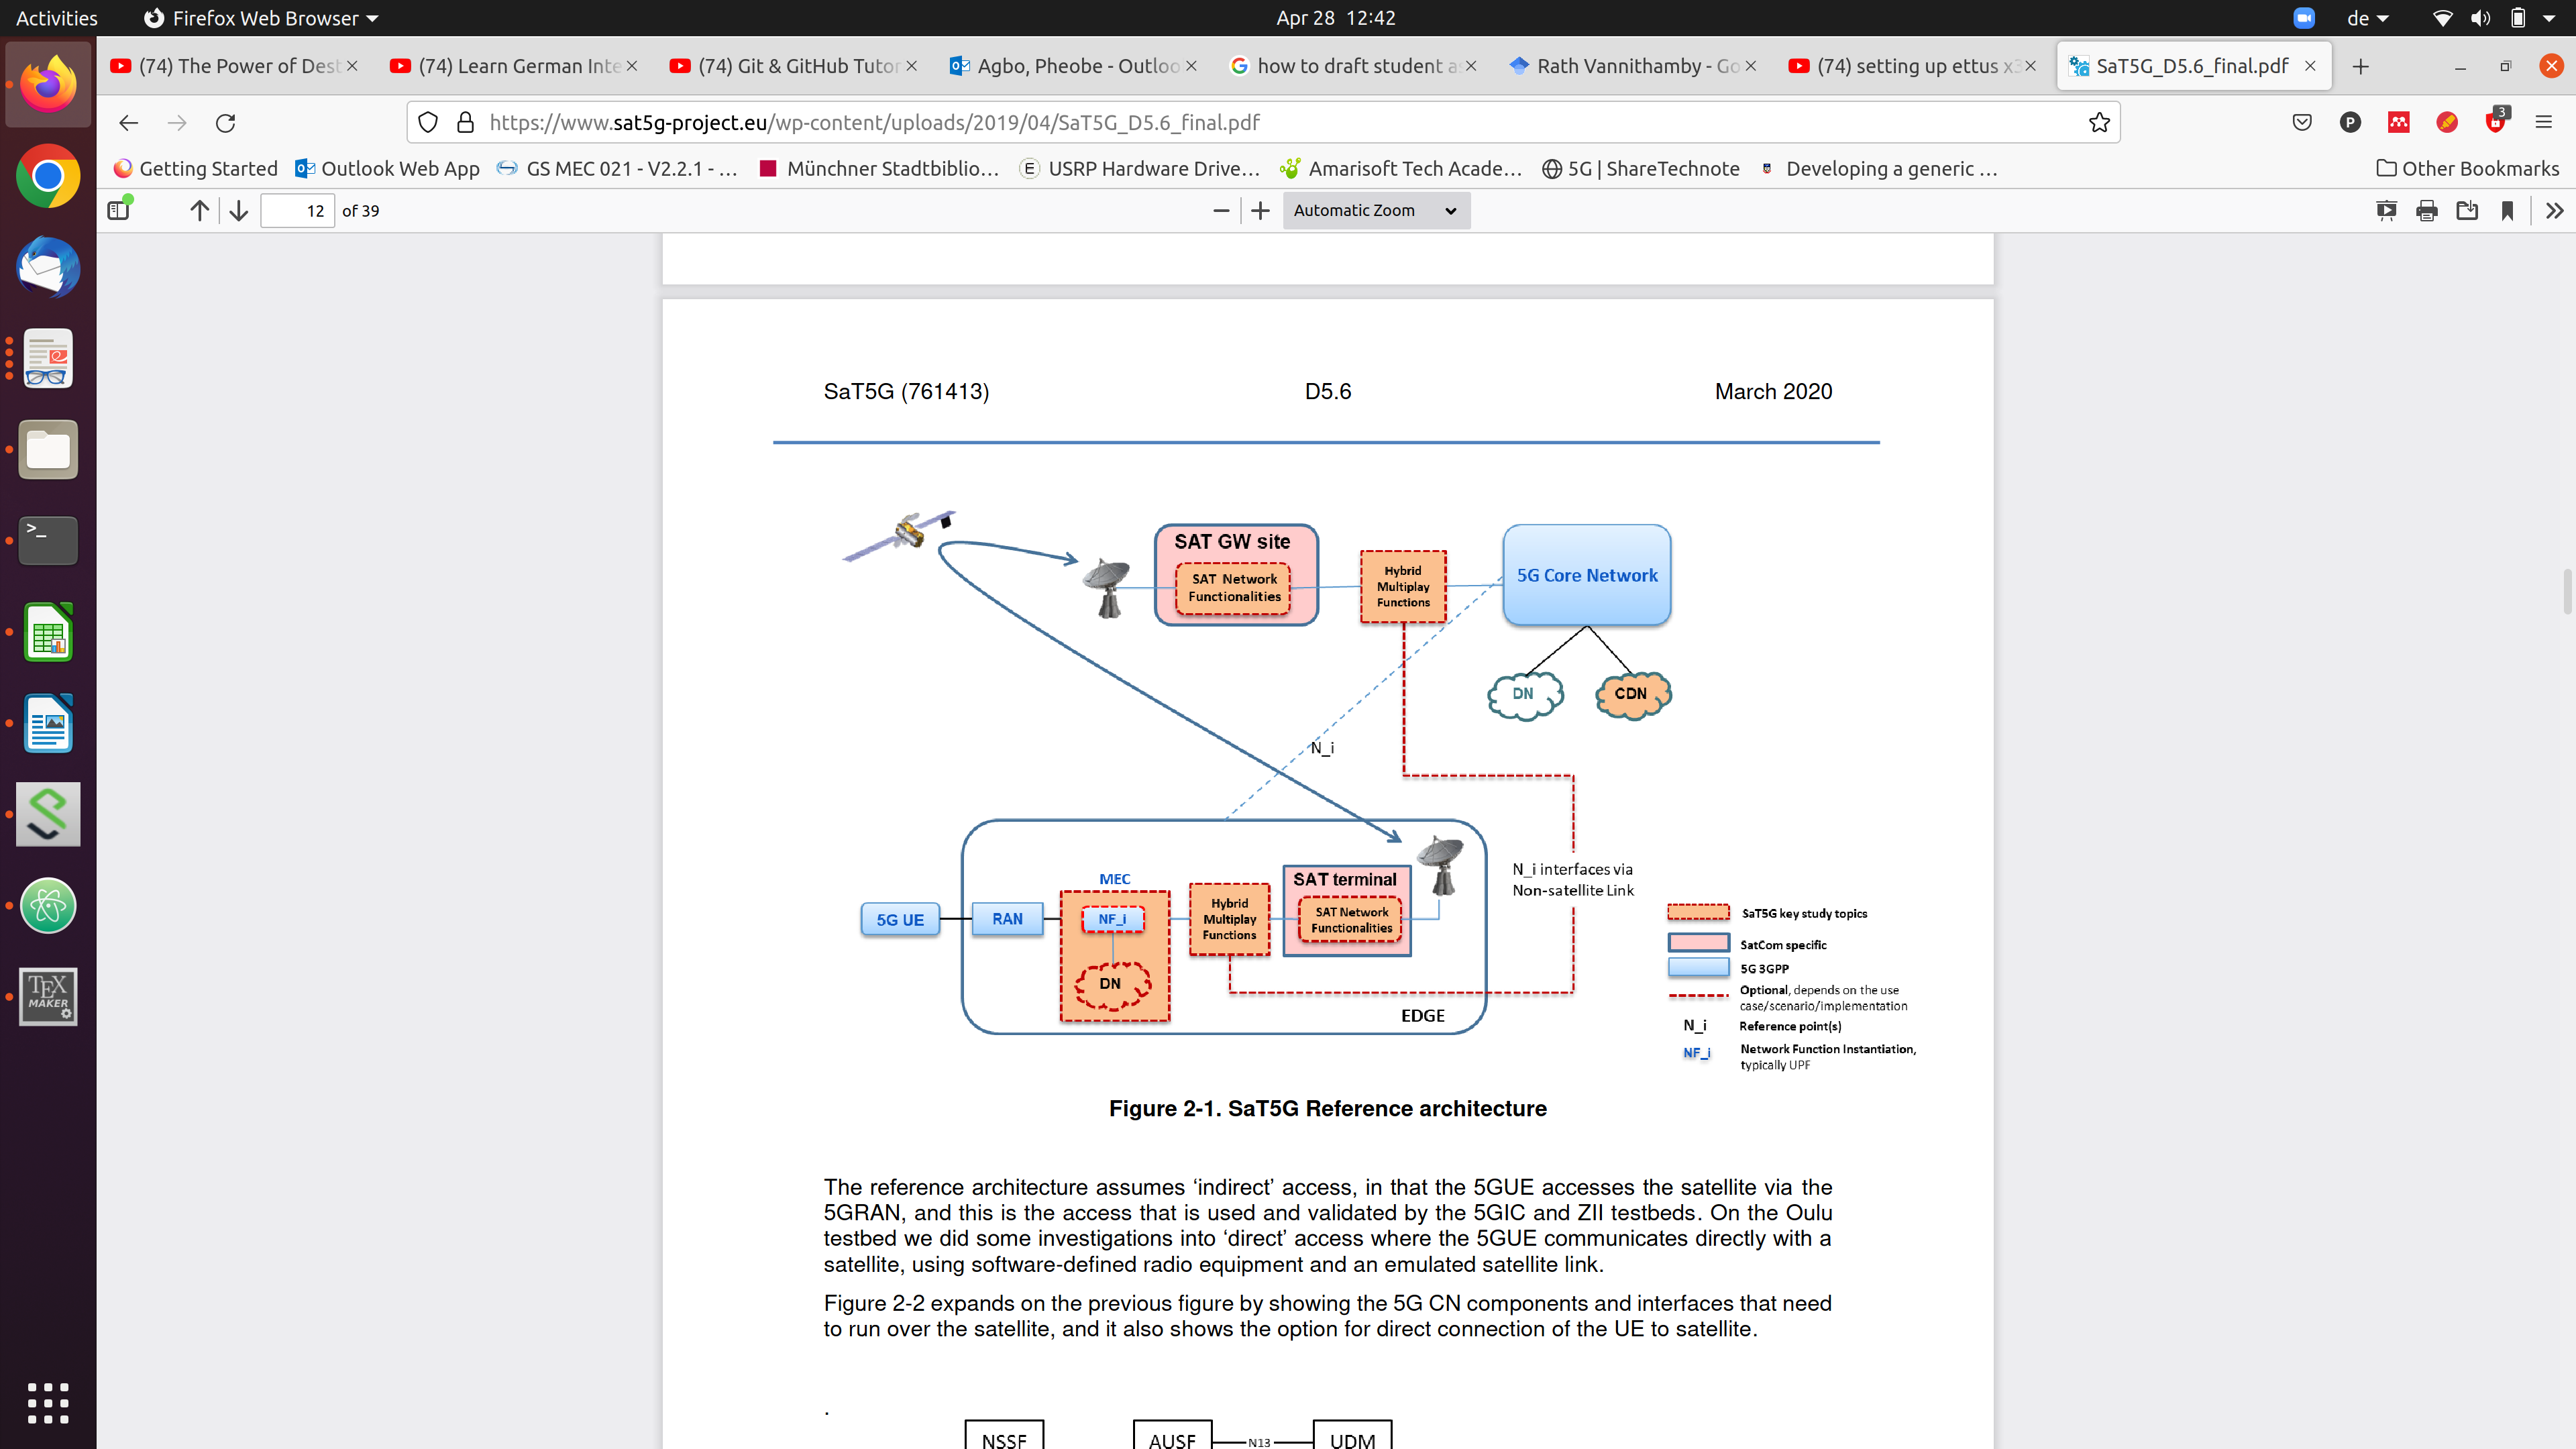 Activities
Firefox Web Browser
Apr 28 12:42
de
(74) The Power of Dest
(74) Learn German Inte
(74) Git & GitHub Tutor
Agbo, Pheobe - Outloo
how to draft student as
Rath Vannithamby - Go
(74) setting up ettus x3
SaT5G_D5.6_final.pdf
https://www.sat5g-project.eu/wp-content/uploads/2019/04/SaT5G_D5.6_final.pdf
P
3
Getting Started
Outlook Web App
GS MEC 021 - V2.2.1 - …
Münchner Stadtbiblio…
E
USRP Hardware Drive…
Amarisoft Tech Acade…
5G | ShareTechnote
Developing a generic …
Other Bookmarks
12
of 39
Automatic Zoom
SaT5G (761413)
D5.6
March 2020
SAT GW site
SAT Network
Functionalities
Hybrid
Multiplay
Functions
5G Core Network
DN
CDN
N_i
N_i interfaces via
Non-satellite Link
MEC
SAT terminal
5G UE
RAN
NF_i
DN
Hybrid
Multiplay
Functions
SAT Network
Functionalities
EDGE
SaT5G key study topics
SatCom specific
5G 3GPP
Optional, depends on the use
case/scenario/implementation
N_i
Reference point(s)
NF_i
Network Function Instantiation,
typically UPF
Figure 2-1. SaT5G Reference architecture
The reference architecture assumes ‘indirect’ access, in that the 5GUE accesses the satellite via the
5GRAN, and this is the access that is used and validated by the 5GIC and ZII testbeds. On the Oulu
testbed we did some investigations into ‘direct’ access where the 5GUE communicates directly with a
satellite, using software-defined radio equipment and an emulated satellite link.
Figure 2-2 expands on the previous figure by showing the 5G CN components and interfaces that need
to run over the satellite, and it also shows the option for direct connection of the UE to satellite.
.
NSSF
AUSF
N13
UDM
TEX
MAKER